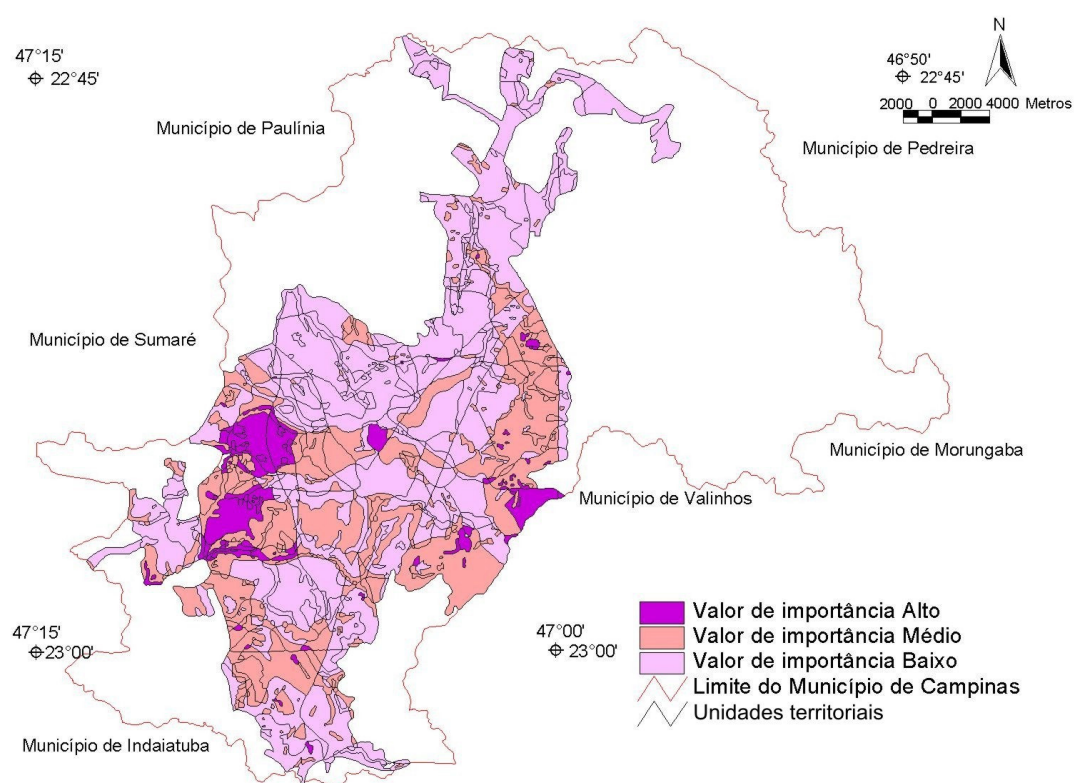 N
47°15'
22°45'
46°50'
22°45'
2000 0 2000 4000 Metros
Município de Paulínia
Município de Pedreira
Município de Sumaré
Município de Morungaba
Município de Valinhos
Valor de importância Alto
Valor de importância Médio
Valor de importância Baixo
Limite do Município de Campinas
Unidades territoriais
47°15'
23°00'
47°00'
23°00'
Município de Indaiatuba